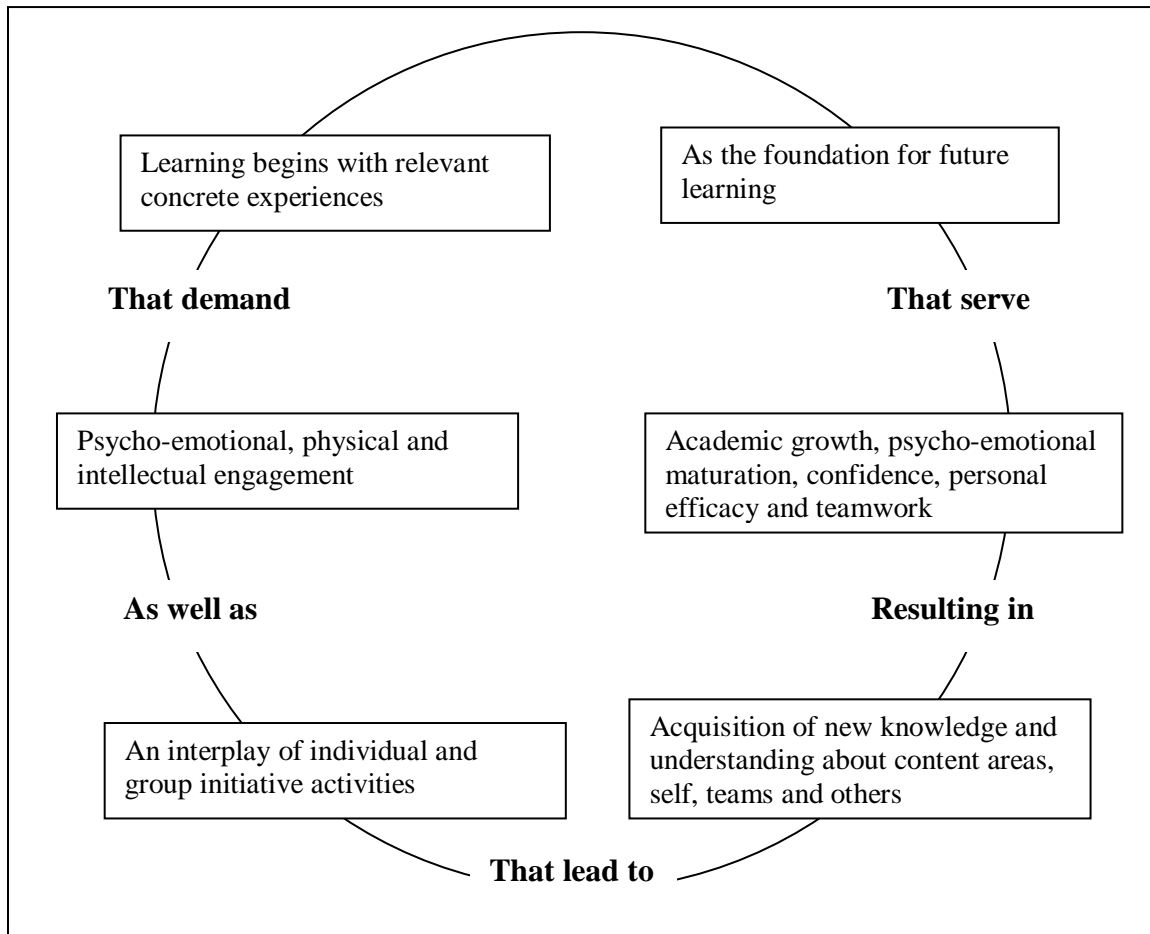 Learning begins with relevant
concrete experiences
That demand
Psycho-emotional, physical and
intellectual engagement
As well as
An interplay of individual and
group initiative activities
That lead to
Acquisition of new knowledge and
understanding about content areas,
self, teams and others
Resulting in
Academic growth, psycho-emotional
maturation, confidence, personal
efficacy and teamwork
That serve
As the foundation for future
learning